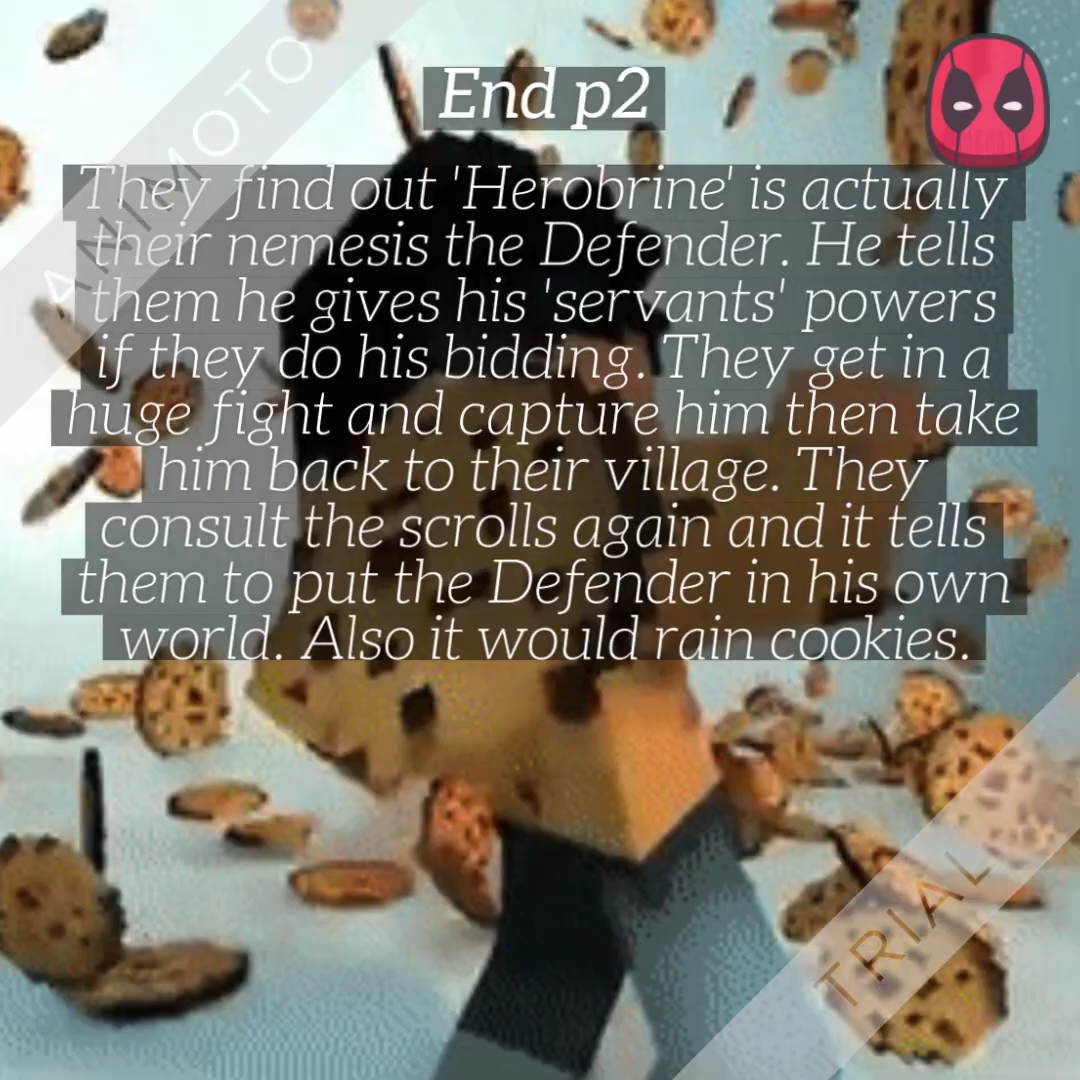 End p2
They find out 'Herobrine' is actually
their nemesis the Defender. He tells
them he gives his 'servants' powers
if they do his bidding. They get in a
huge fight and capture him then take
him back to their village. They
consult the scrolls again and it tells
them to put the Defender in his own
world. Also it would rain cookies.
ANIMOTO
TRIAL